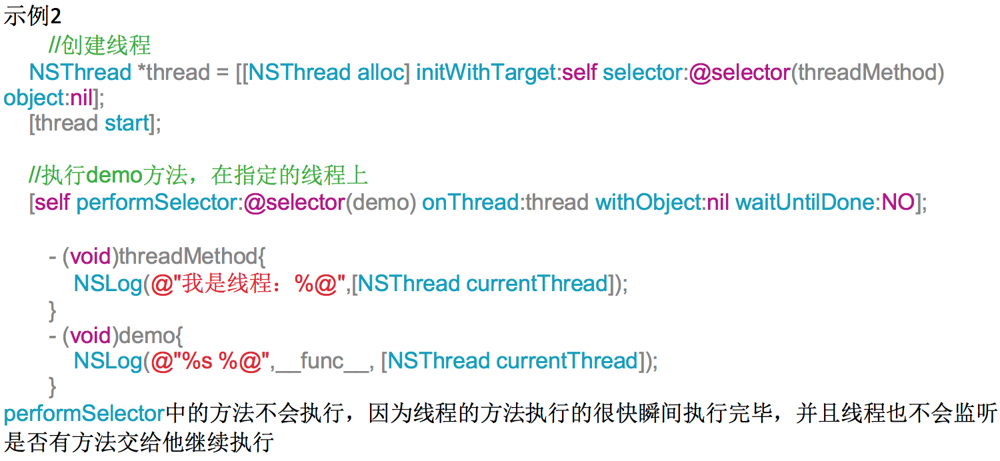 示例2
//创建线程
NSThread *thread = [[NSThread alloc] initWithTarget:self selector:@selector(threadMethod)
object:nil];
[thread start];
//执行demo方法，在指定的线程上
[self performSelector:@selector(demo) onThread:thread withObject:nil waitUntilDone:NO];
- (void)threadMethod{
NSLog(@"我是线程：%@",[NSThread currentThread]);
}
- (void)demo{
NSLog(@"%s %@",__func__, [NSThread currentThread]);
}
performSelector中的方法不会执行，因为线程的方法执行的很快瞬间执行完毕，并且线程也不会监听
是否有方法交给他继续执行